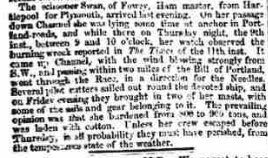 The schooner Swan, of Fowey, Ham master, from Har-
tlepool for Plymouth, arrived last evening. On her passage
down Channel she was lying some time at anchor in Port-
land-roads, and while there on Thursday night, the 9th
inst., between 9 and 10 o'clock, her watch observed the
burning wreck reported in The Times of the 11th inst. It
came up Channel, with the wind blowing strongly from
S.W., and passing within two miles of the Bill of Portland,
went through the Race, in a direction for the Needles.
Several pilot cutters sailed out round the devoted ship, and
on Friday evening they brought in two of her masts, with
some of the sails and gear belonging to it. The prevailing
opinion was that she burdened from 800 to 900 tons, and
was laden with cotton. Unless her crew escaped before
Thursday, in all probability they must have perished, from
the tempestuous state of the weather.